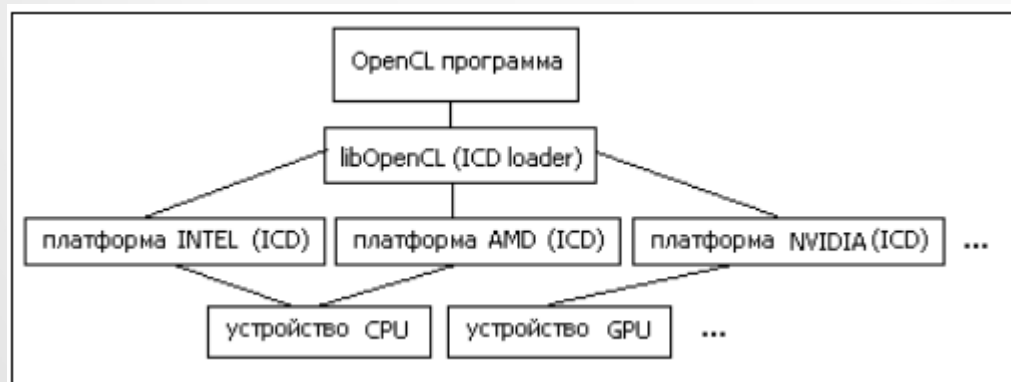 OpenCL программа
libOpenCL (ICD loader)
платформа INTEL (ICD)
платформа AMD (ICD)
платформа NVIDIA (ICD)
...
устройство CPU
устройство GPU
...